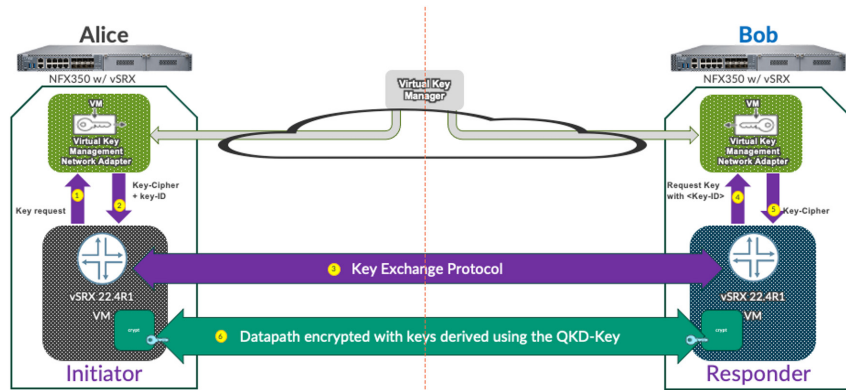 Alice
Bob
NFX350 w/ vSRX
NFX350 w/ vSRX
Virtual Key
Manager
VM
Virtual Key
Management
Network Adapter
VM
Virtual Key
Management
Network Adapter
1
Key request
2
Key-Cipher
+ key-ID
Request Key
with <Key-ID>
4
5
Key-Cipher
3 Key Exchange Protocol
vSRX 22.4R1
VM
vSRX 22.4R1
VM
crypt
6 Datapath encrypted with keys derived using the QKD-Key
crypt
Initiator
Responder